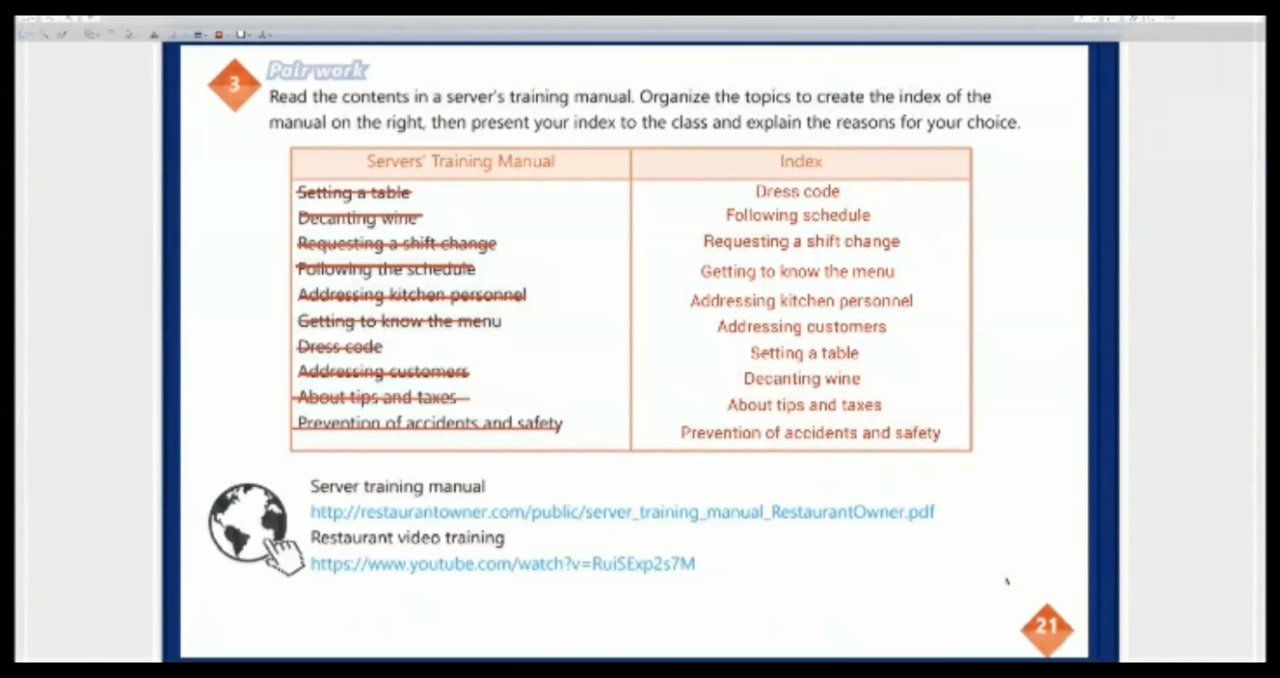 3
Pair work
Read the contents in a server's training manual. Organize the topics to create the index of the
manual on the right, then present your index to the class and explain the reasons for your choice.
Servers' Training Manual
Index
Setting a table
Decanting wine
Requesting a shift change
Following the schedule
Addressing kitchen personnel
Getting to know the menu
Dress code
Addressing customers
About tips and taxes
Prevention of accidents and safety
Dress code
Following schedule
Requesting a shift change
Getting to know the menu
Addressing kitchen personnel
Addressing customers
Setting a table
Decanting wine
About tips and taxes
Prevention of accidents and safety
Server training manual
http://restaurantowner.com/public/server_training_manual_RestaurantOwner.pdf
Restaurant video training
https://www.youtube.com/watch?v=RuiSExp2s7M
21